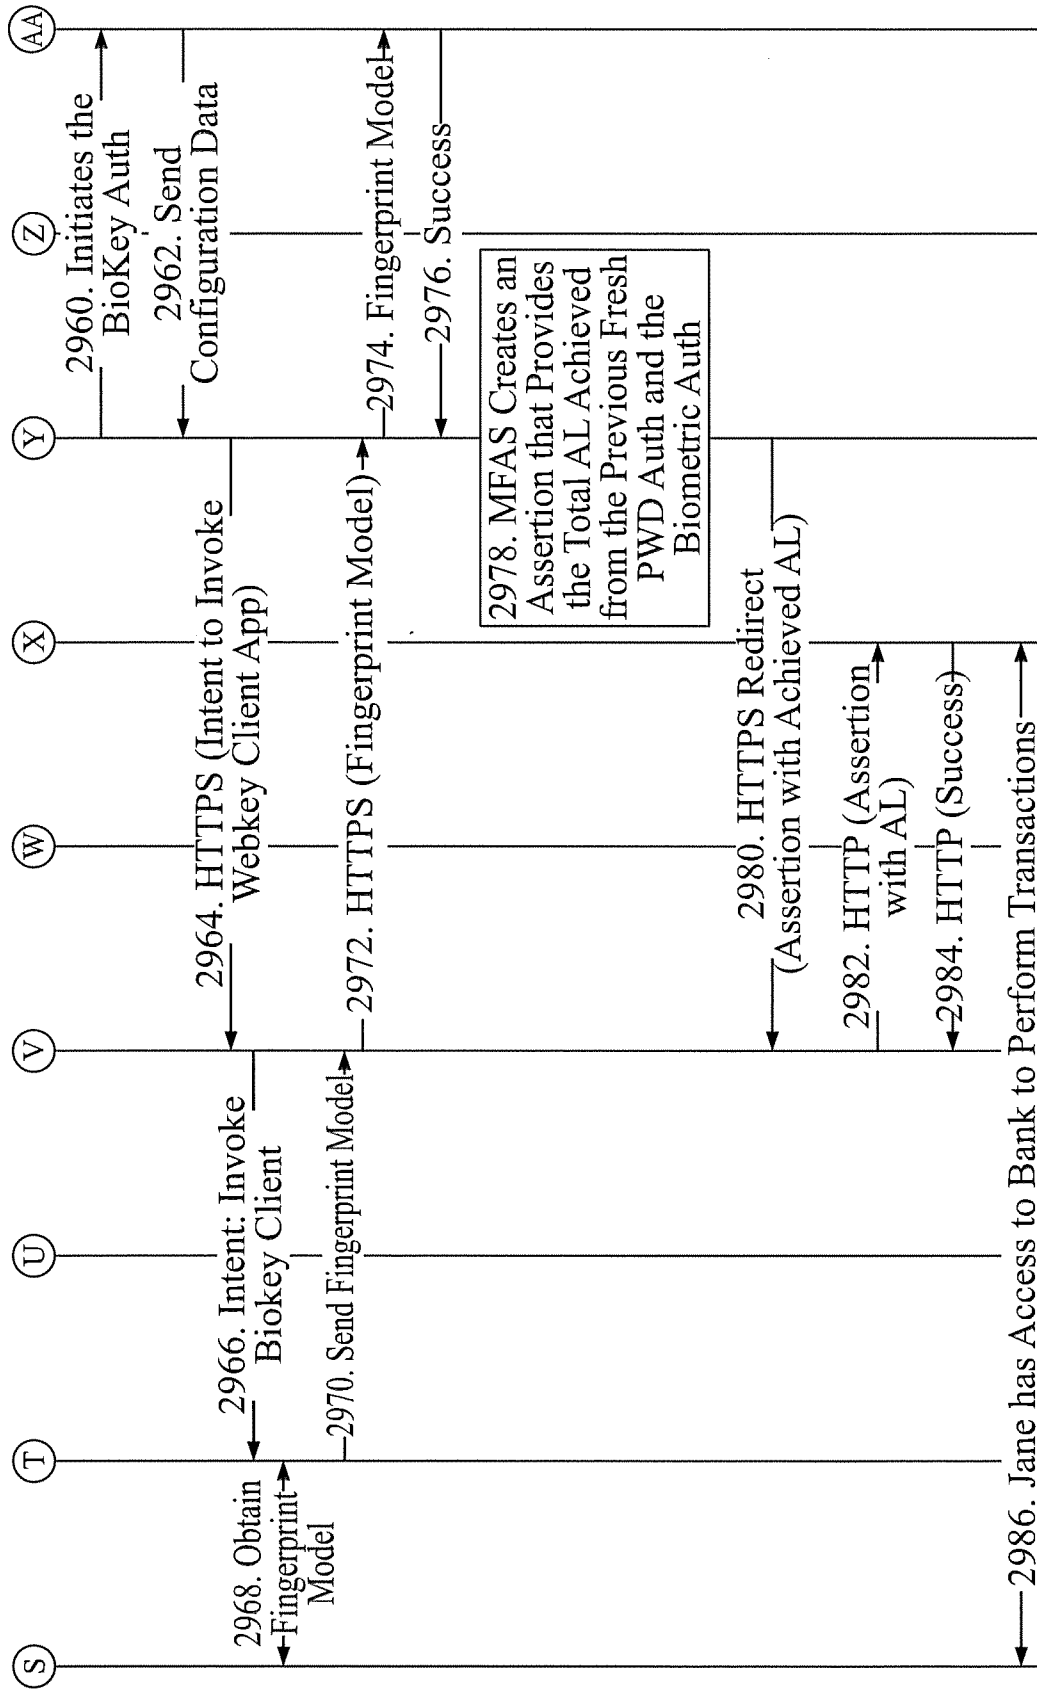 S
T
U
V
W
X
Y
Z
AA
2960. Initiates the
BioKey Auth
2962. Send
Configuration Data
2964. HTTPS (Intent to Invoke
Webkey Client App)
2966. Intent: Invoke
Biokey Client
2968. Obtain
Fingerprint
Model
2970. Send Fingerprint Model
2972. HTTPS (Fingerprint Model)
2974. Fingerprint Model
2976. Success
2978. MFAS Creates an
Assertion that Provides
the Total AL Achieved
from the Previous Fresh
PWD Auth and the
Biometric Auth
2980. HTTPS Redirect
(Assertion with Achieved AL)
2982. HTTP (Assertion
with AL)
2984. HTTP (Success)
2986. Jane has Access to Bank to Perform Transactions